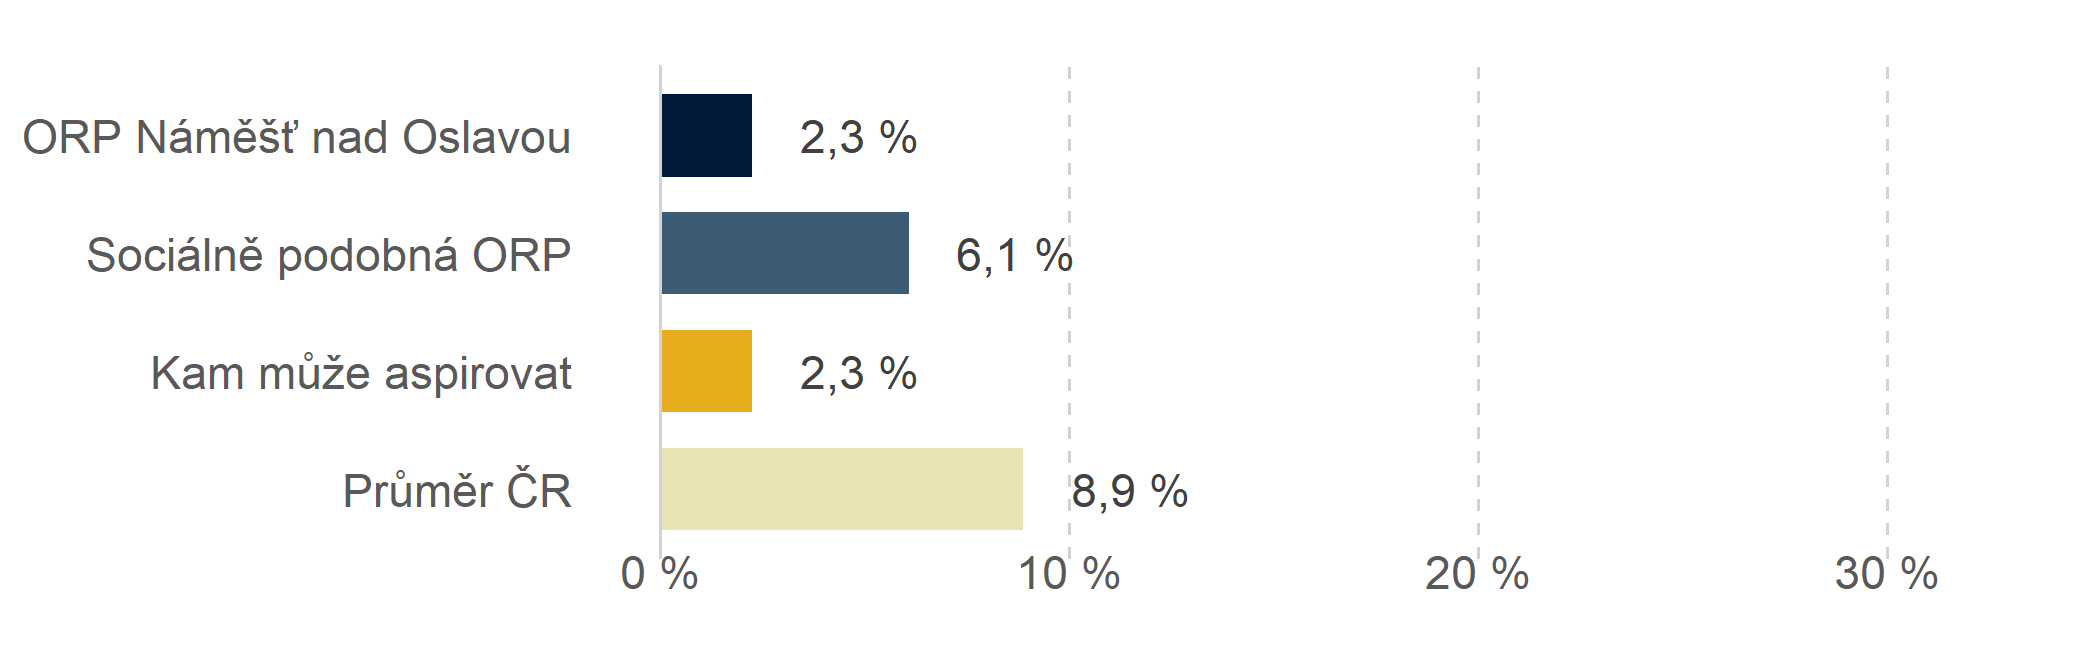 ORP Náměšť nad Oslavou 2,3 %
Sociálně podobná ORP 6,1 %
Kam může aspirovat 2,3 %
Průměr ČR 8,9 %
0 % 10 % 20 % 30 %